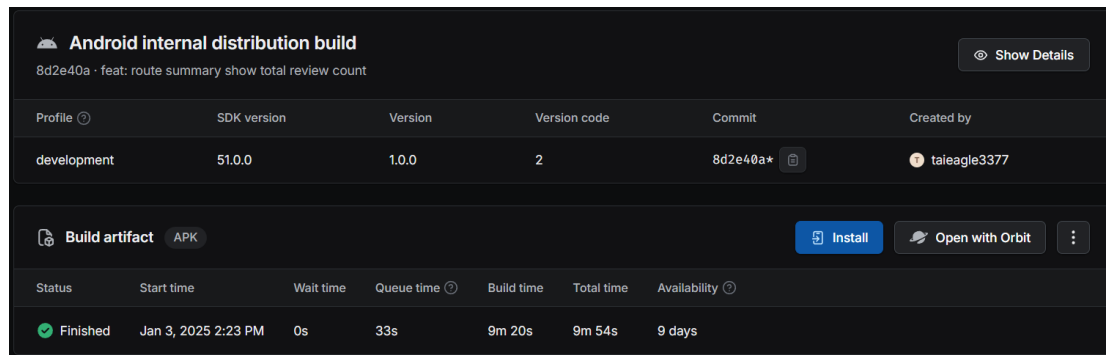 Android internal distribution build
8d2e40a · feat: route summary show total review count
Show Details
Profile SDK version Version Version code Commit Created by
development 51.0.0 1.0.0 2 8d2e40a* T taieagle3377
Build artifact APK Install Open with Orbit
Status Start time Wait time Queue time Build time Total time Availability
Finished Jan 3, 2025 2:23 PM 0s 33s 9m 20s 9m 54s 9 days